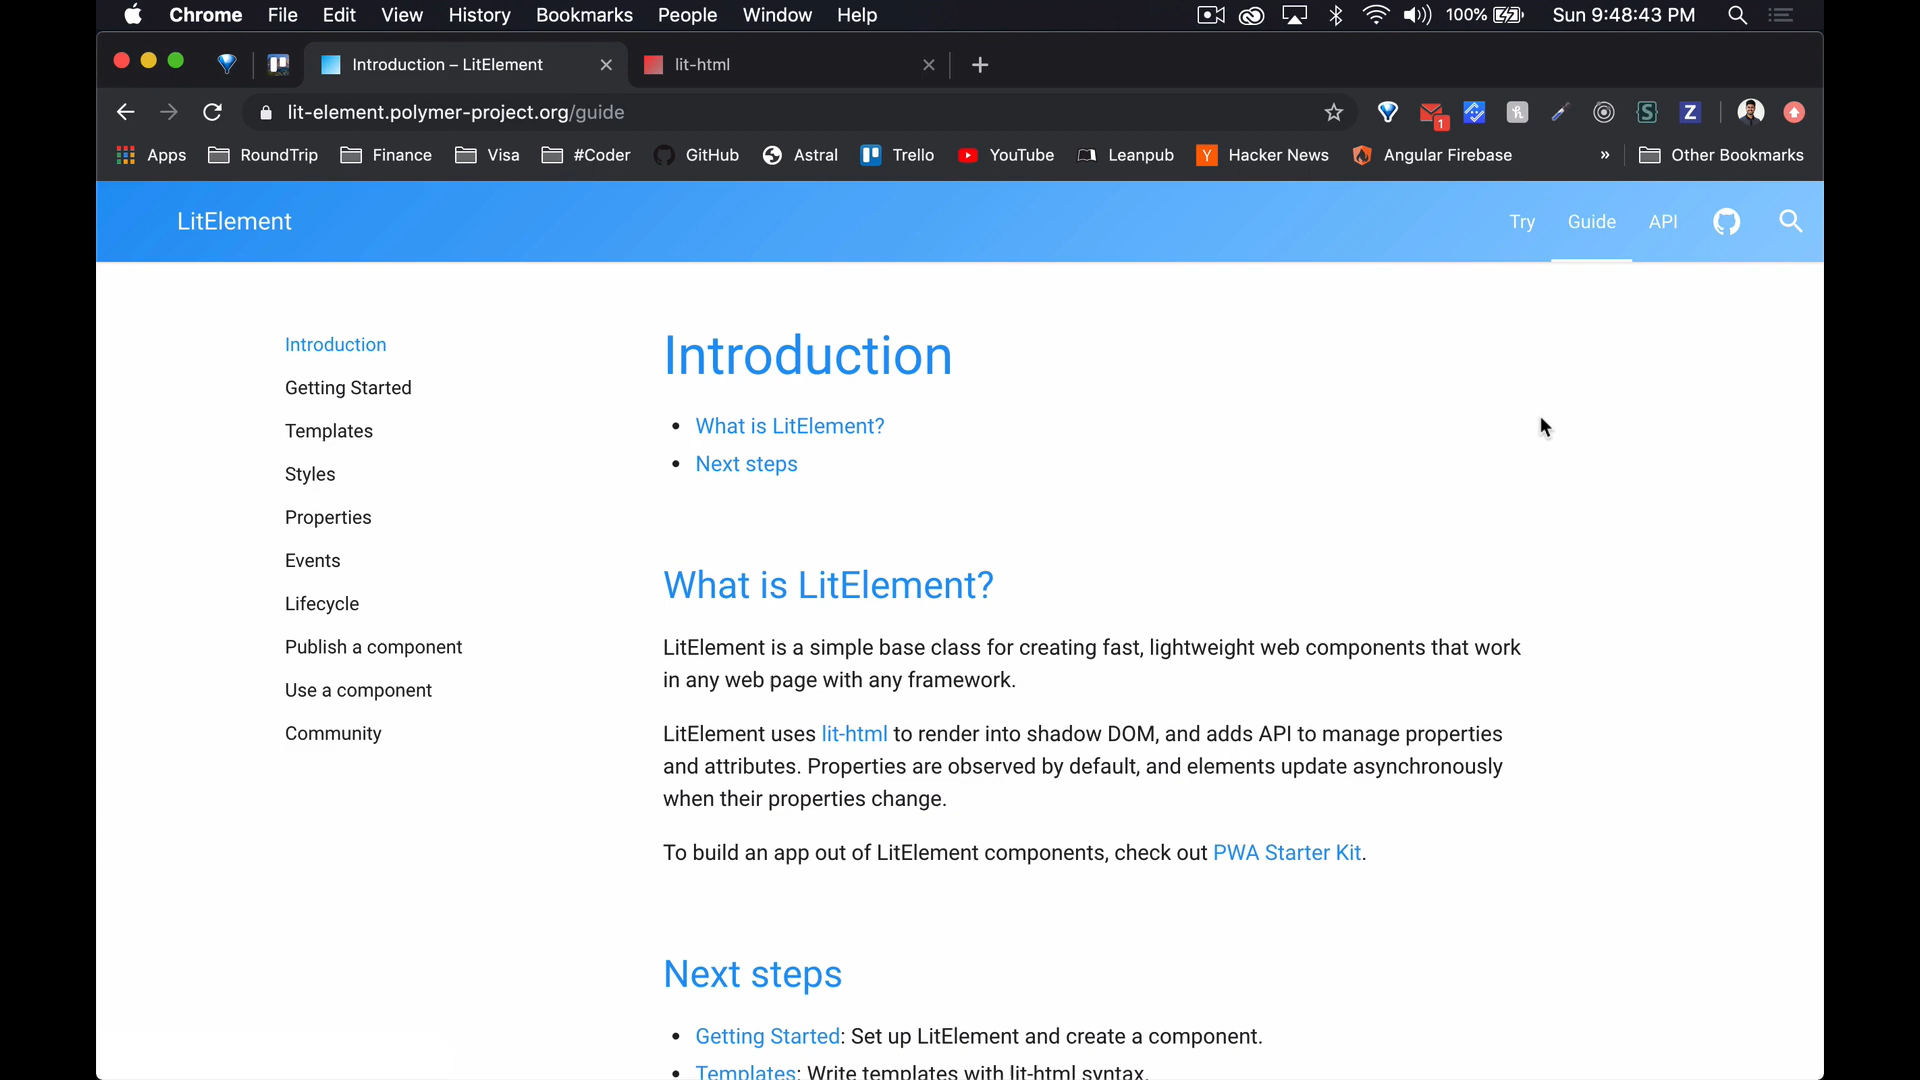 Chrome File Edit View History Bookmarks People Window Help 100% Sun 9:48:43 PM
Introduction – LitElement lit-html
lit-element.polymer-project.org/guide 1
Apps RoundTrip Finance Visa #Coder GitHub Astral Trello YouTube Leanpub Hacker News Angular Firebase » Other Bookmarks
LitElement Try Guide API
Introduction
Getting Started
Templates
Styles
Properties
Events
Lifecycle
Publish a component
Use a component
Community
Introduction
• What is LitElement?
• Next steps
What is LitElement?
LitElement is a simple base class for creating fast, lightweight web components that work
in any web page with any framework.
LitElement uses lit-html to render into shadow DOM, and adds API to manage properties
and attributes. Properties are observed by default, and elements update asynchronously
when their properties change.
To build an app out of LitElement components, check out PWA Starter Kit.
Next steps
• Getting Started: Set up LitElement and create a component.
• Templates: Write templates with lit-html syntax.